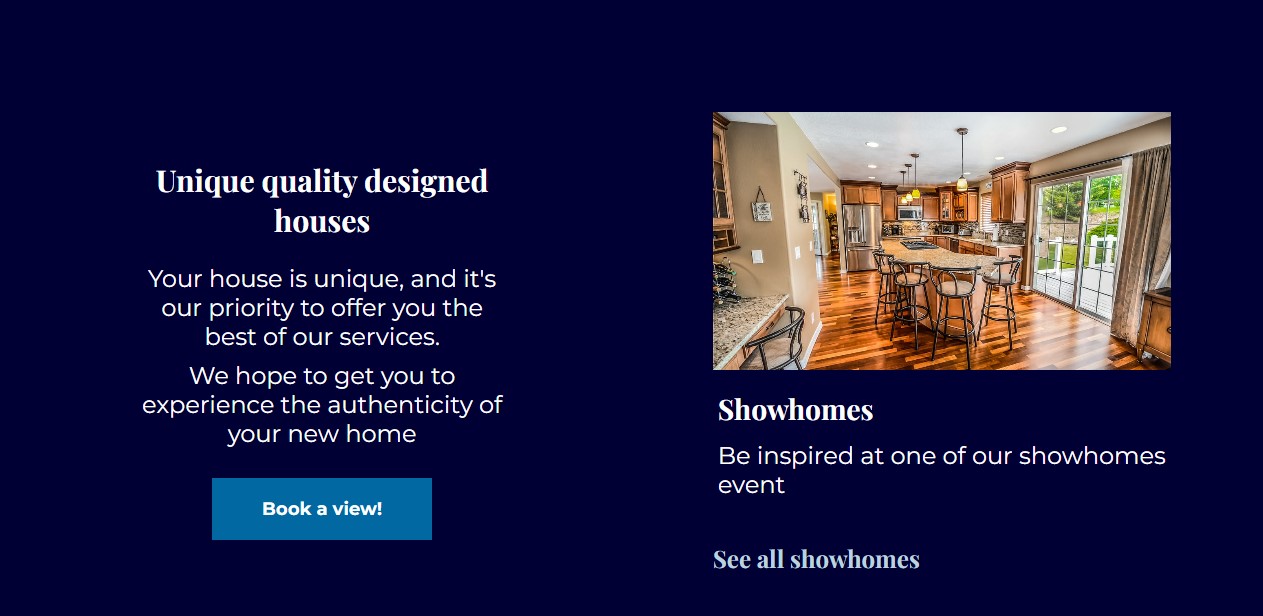 Unique quality designed
houses
Your house is unique, and it's
our priority to offer you the
best of our services.
We hope to get you to
experience the authenticity of
your new home
Book a view!
Showhomes
Be inspired at one of our showhomes
event
See all showhomes